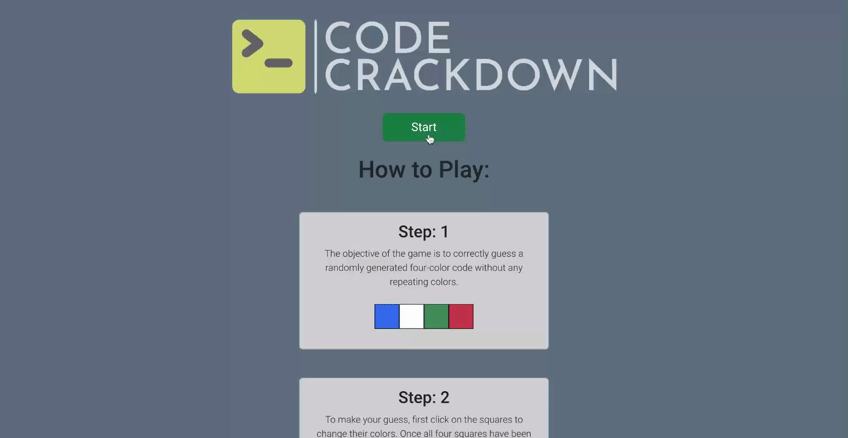 CODE
CRACKDOWN
Start
How to Play:
Step: 1
The objective of the game is to correctly guess a
randomly generated four-color code without any
repeating colors.
Step: 2
To make your guess, first click on the squares to
change their colors. Once all four squares have been